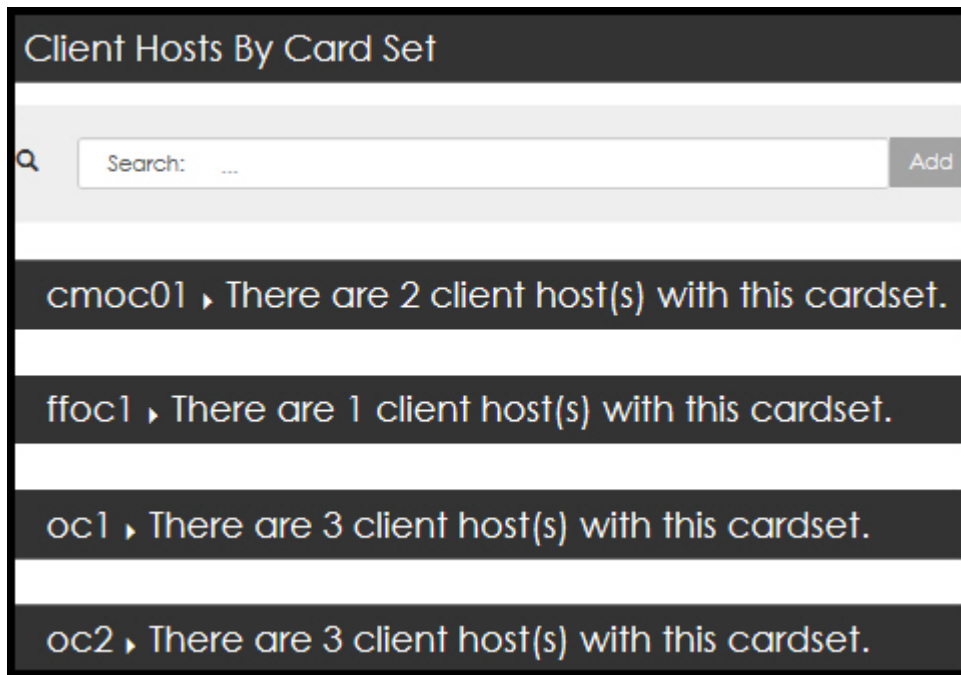 Client Hosts By Card Set
Search: ... Add
cmoc01 ▸ There are 2 client host(s) with this cardset.
ffoc1 ▸ There are 1 client host(s) with this cardset.
oc1 ▸ There are 3 client host(s) with this cardset.
oc2 ▸ There are 3 client host(s) with this cardset.